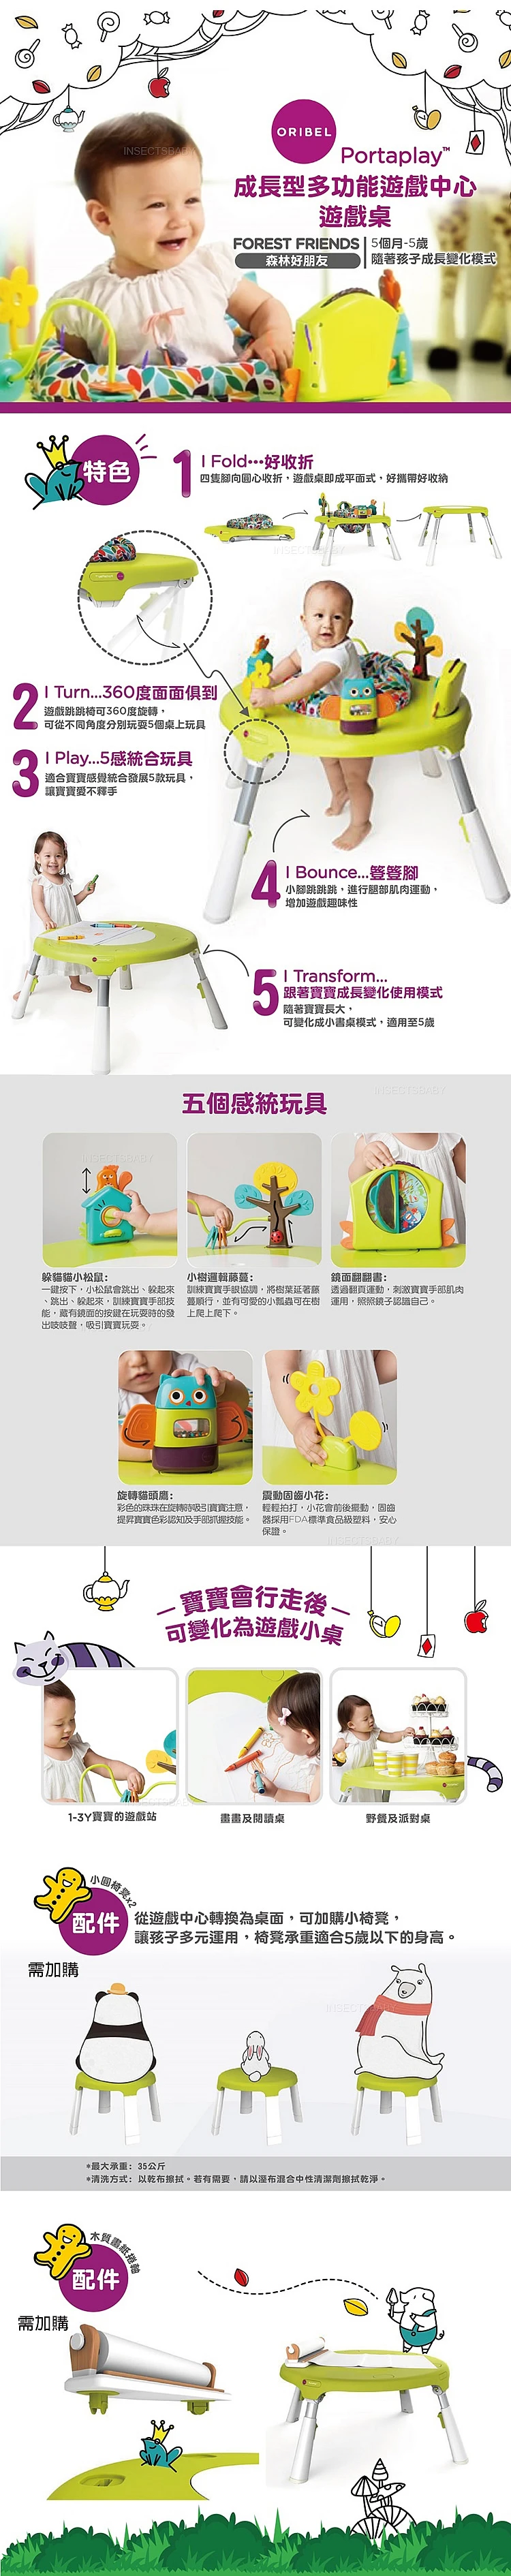 INSECTSBABY
ORIBEL
Portaplay™
成長型多功能遊戲中心
遊戲桌
FOREST FRIENDS
森林好朋友
5個月-5歲
隨著孩子成長變化模式
特色
1 I Fold…好收折
四隻腳向圓心收折，遊戲桌即成平面式，好攜帶好收納
INSECTSBABY
2 I Turn...360度面面俱到
遊戲跳跳椅可360度旋轉，
可從不同角度分別玩耍5個桌上玩具
3 I Play...5感統合玩具
適合寶寶感覺統合發展5款玩具，
讓寶寶愛不釋手
4 I Bounce...簦簦腳
小腳跳跳跳，進行腿部肌肉運動，
增加遊戲趣味性
5 I Transform...
跟著寶寶成長變化使用模式
隨著寶寶長大，
可變化成小書桌模式，適用至5歲
INSECTSBABY
五個感統玩具
INSECTSBABY
躲貓貓小松鼠：
一鍵按下，小松鼠會跳出、躲起來
、跳出、躲起來，訓練寶寶手部技
能，藏有鏡面的按鍵在玩耍時的發
出吱吱聲，吸引寶寶玩耍。
小樹邏輯藤蔓：
訓練寶寶手眼協調，將樹葉延著藤
蔓順行，並有可愛的小瓢蟲可在樹
上爬上爬下。
鏡面翻翻書：
透過翻頁運動，刺激寶寶手部肌肉
運用，照照鏡子認識自己。
旋轉貓頭鷹：
彩色的珠珠在旋轉時吸引寶寶注意，
提昇寶寶色彩認知及手部抓握技能。
震動固齒小花：
輕輕拍打，小花會前後擺動，固齒
器採用FDA標準食品級塑料，安心
保證。
INSECTSBABY
寶寶會行走後
可變化為遊戲小桌
1-3Y寶寶的遊戲站
畫畫及閱讀桌
野餐及派對桌
小圓椅凳x2
配件
從遊戲中心轉換為桌面，可加購小椅凳，
讓孩子多元運用，椅凳承重適合5歲以下的身高。
需加購
INSECTSBABY
*最大承重：35公斤
*清洗方式：以乾布擦拭。若有需要，請以溼布混合中性清潔劑擦拭乾淨。
木質畫紙捲軸
配件
需加購